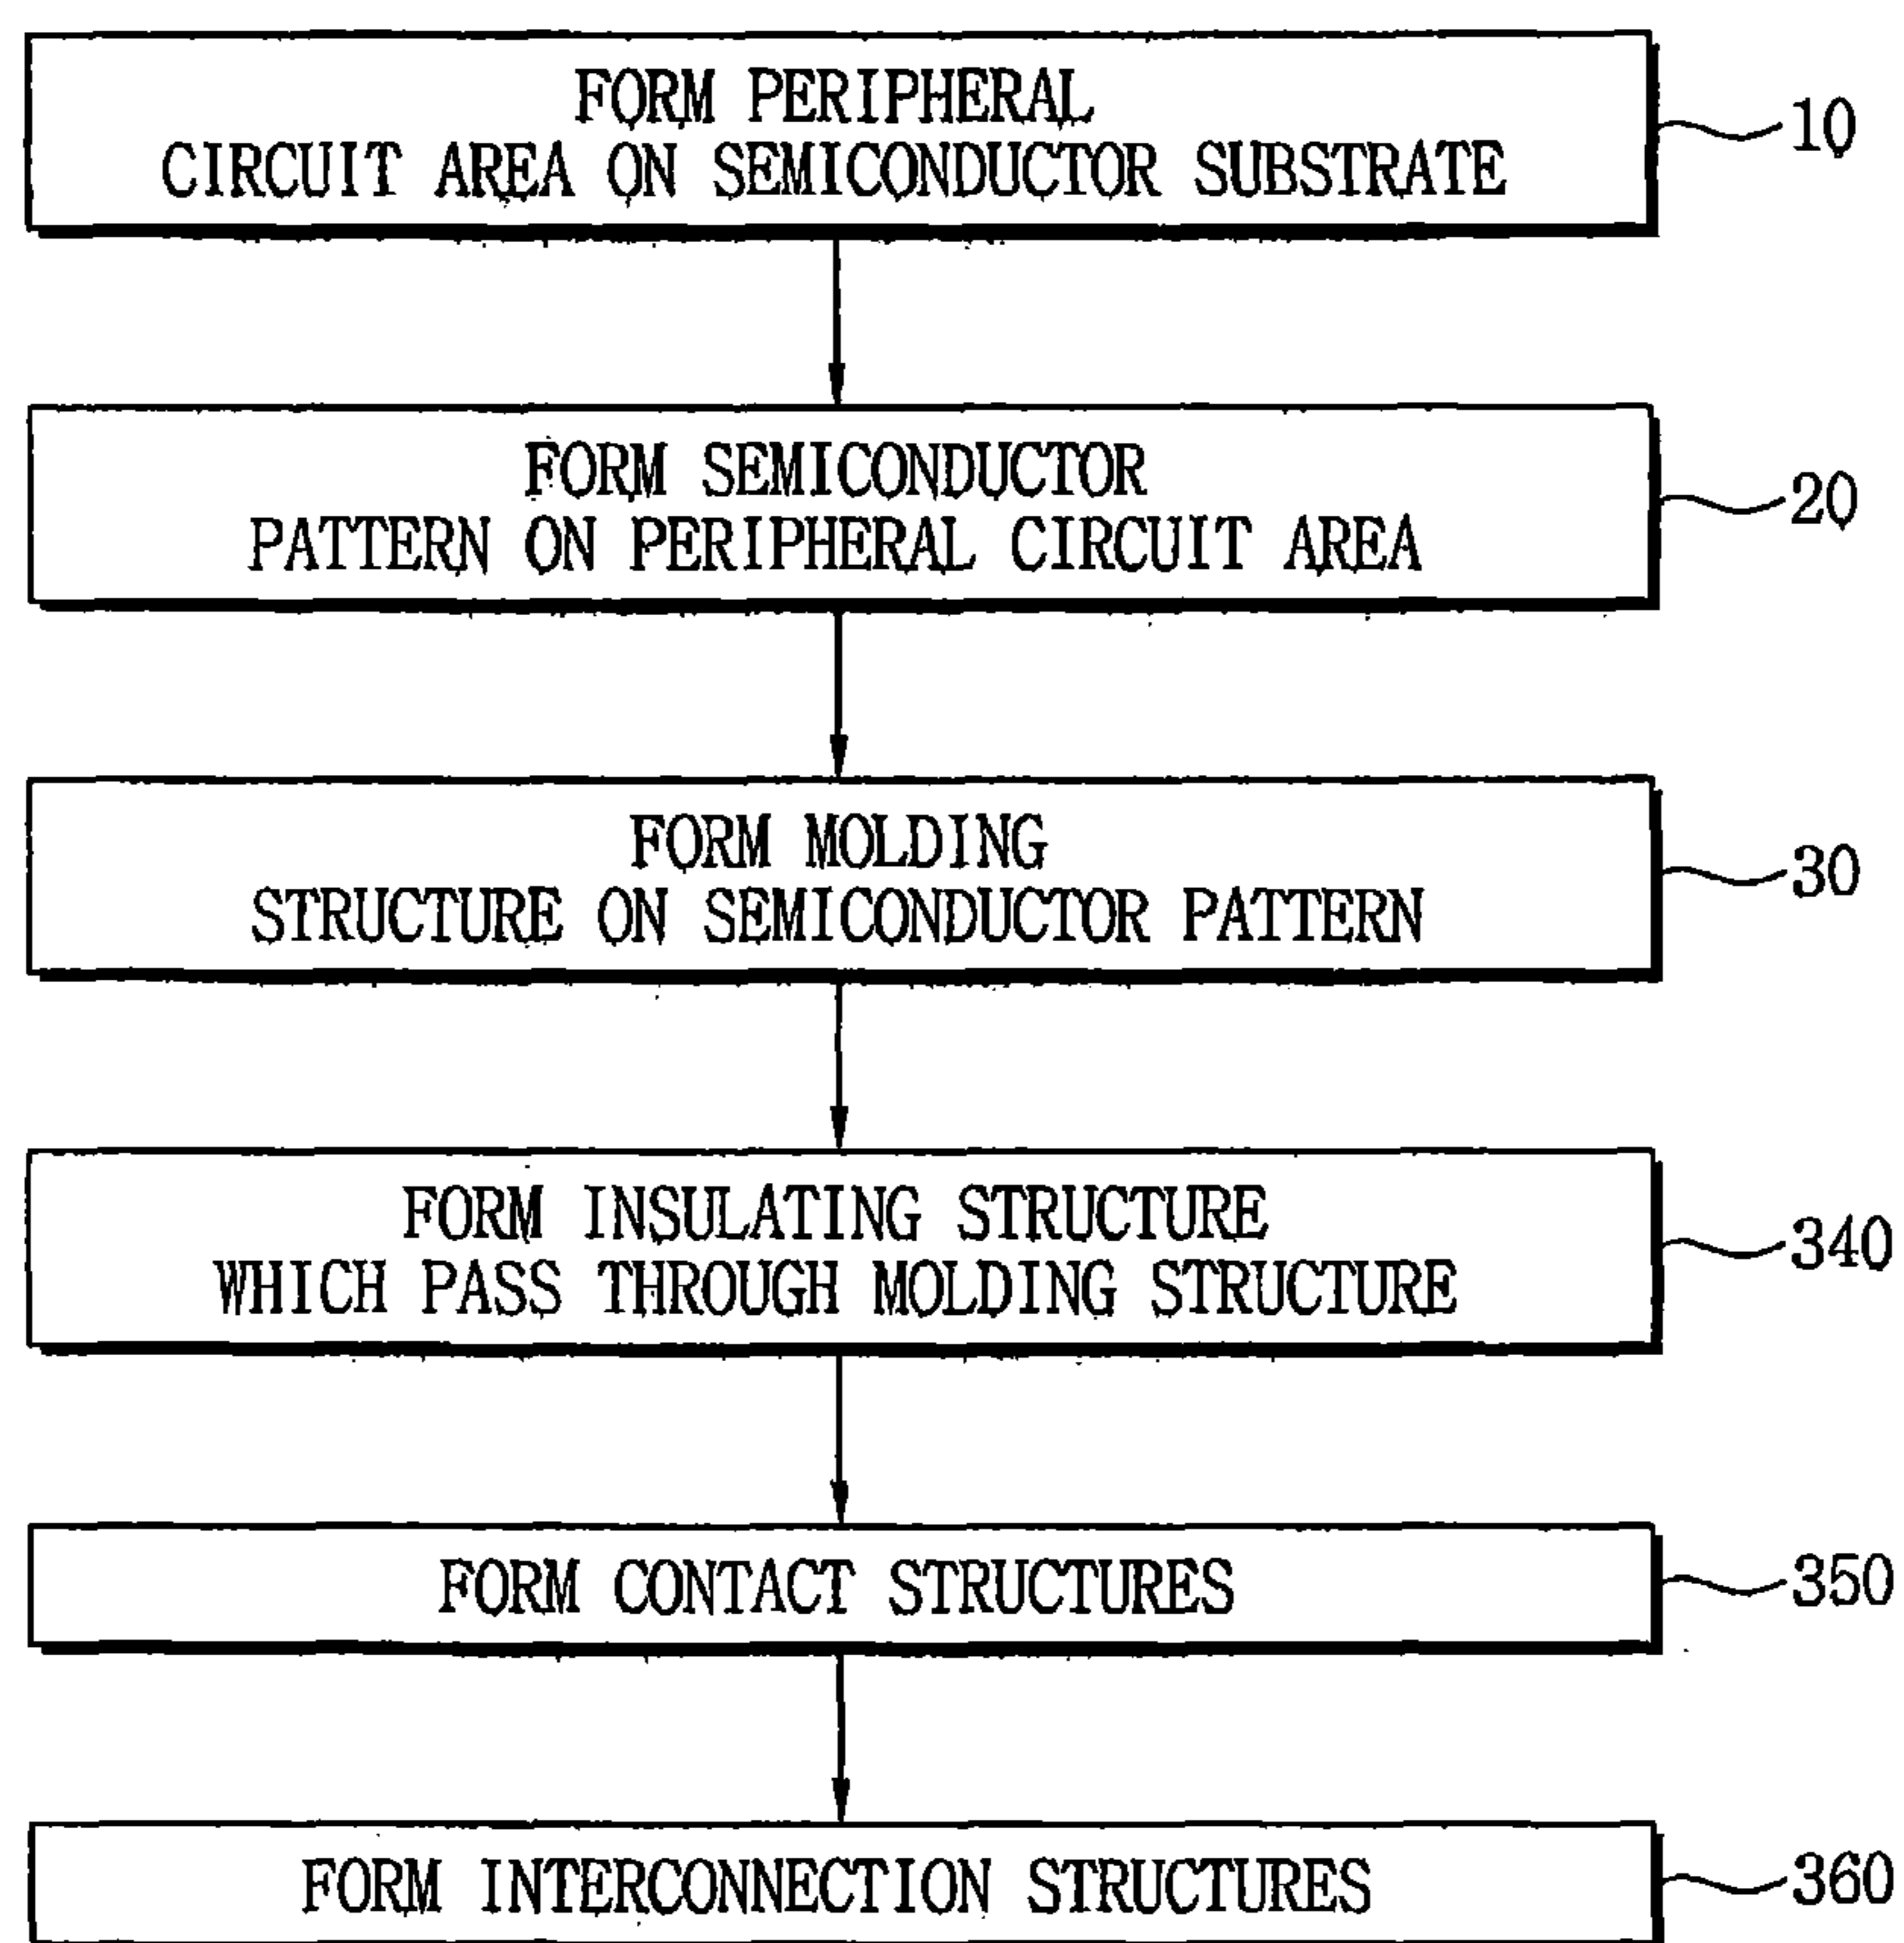 FORM PERIPHERAL
CIRCUIT AREA ON SEMICONDUCTOR SUBSTRATE
10
FORM SEMICONDUCTOR
PATTERN ON PERIPHERAL CIRCUIT AREA
20
FORM MOLDING
STRUCTURE ON SEMICONDUCTOR PATTERN
30
FORM INSULATING STRUCTURE
WHICH PASS THROUGH MOLDING STRUCTURE
340
FORM CONTACT STRUCTURES
350
FORM INTERCONNECTION STRUCTURES
360